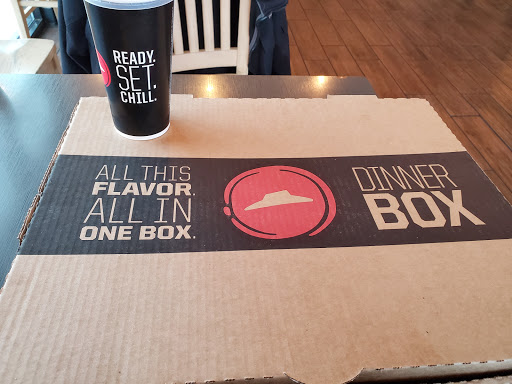 READY.
SET.
CHILL.
ALL THIS
FLAVOR.
ALL IN
ONE BOX.
DINNER
BOX